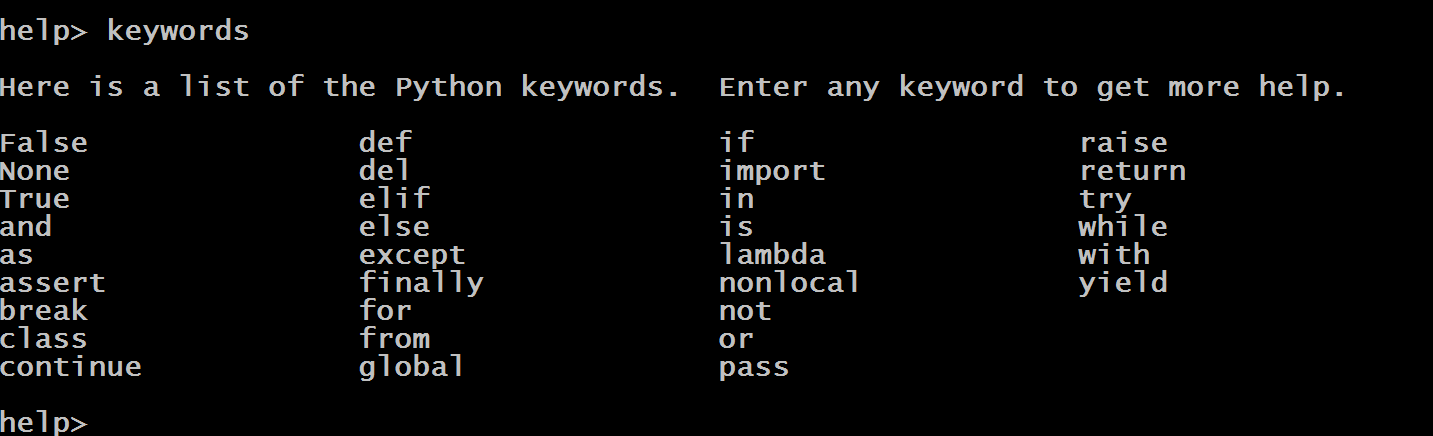 help> keywords
Here is a list of the Python keywords.  Enter any keyword to get more help.
False               def                 if                  raise
None                del                 import              return
True                elif                in                  try
and                 else                is                  while
as                  except              lambda              with
assert              finally             nonlocal            yield
break               for                 not
class               from                or
continue            global              pass
help>